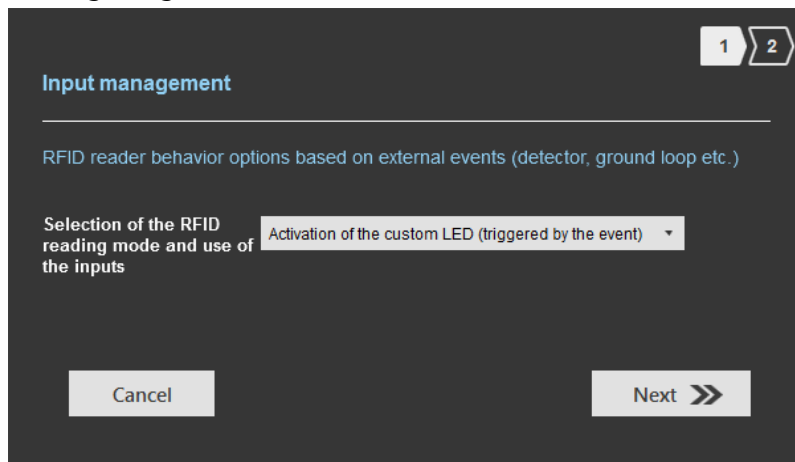 1 2
Input management
RFID reader behavior options based on external events (detector, ground loop etc.)
Selection of the RFID
reading mode and use of
the inputs
Activation of the custom LED (triggered by the event)
Cancel
Next